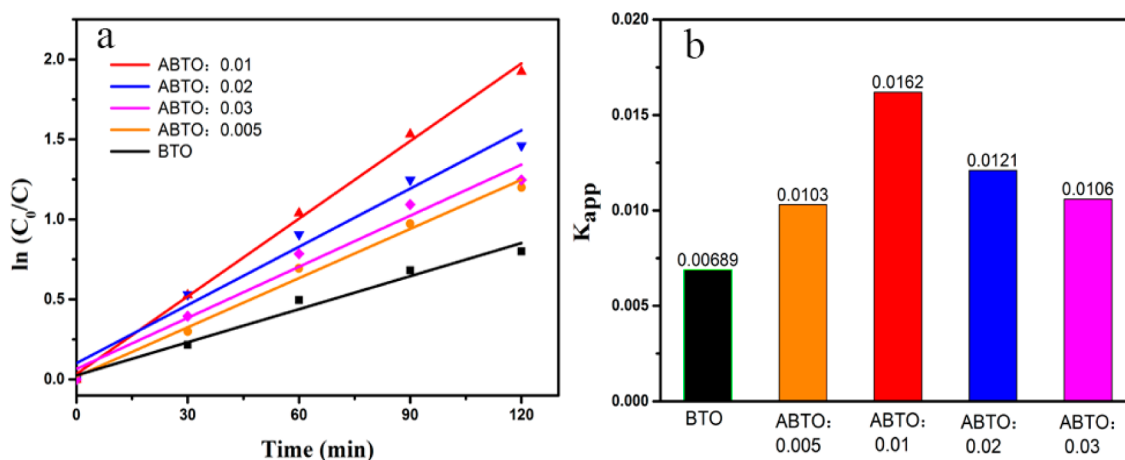 a
ABTO：0.01
ABTO：0.02
ABTO：0.03
ABTO：0.005
BTO
ln (C0/C)
2.0
1.5
1.0
0.5
0.0
0 30 60 90 120
Time (min)
b
Kapp
0.020
0.015
0.010
0.005
0.000
0.00689
0.0103
0.0162
0.0121
0.0106
BTO ABTO： ABTO： ABTO： ABTO：
0.005 0.01 0.02 0.03